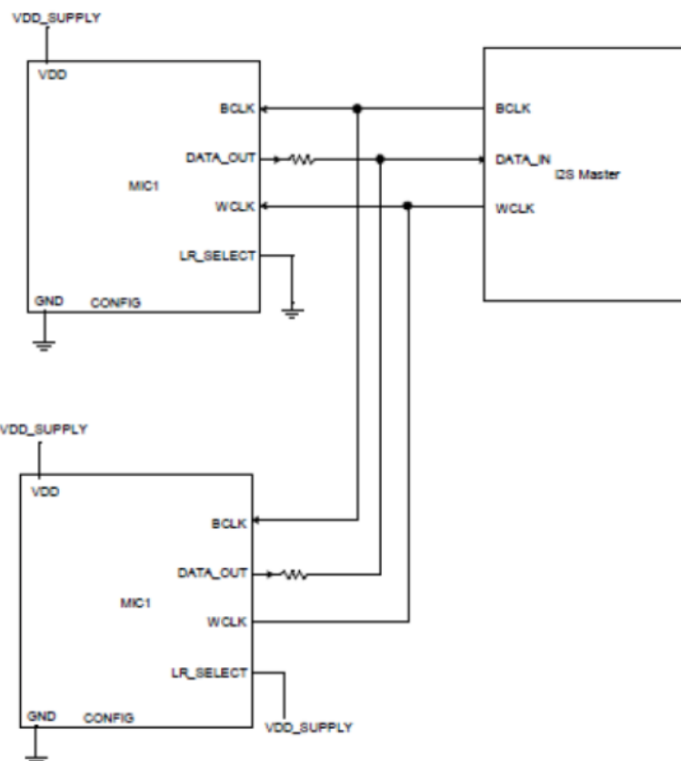 VDD_SUPPLY
VDD
BCLK
DATA_OUT
MIC1
WCLK
LR_SELECT
GND
CONFIG
BCLK
DATA_IN
I2S Master
WCLK
VDD_SUPPLY
VDD
BCLK
DATA_OUT
MIC1
WCLK
LR_SELECT
GND
CONFIG
VDD_SUPPLY